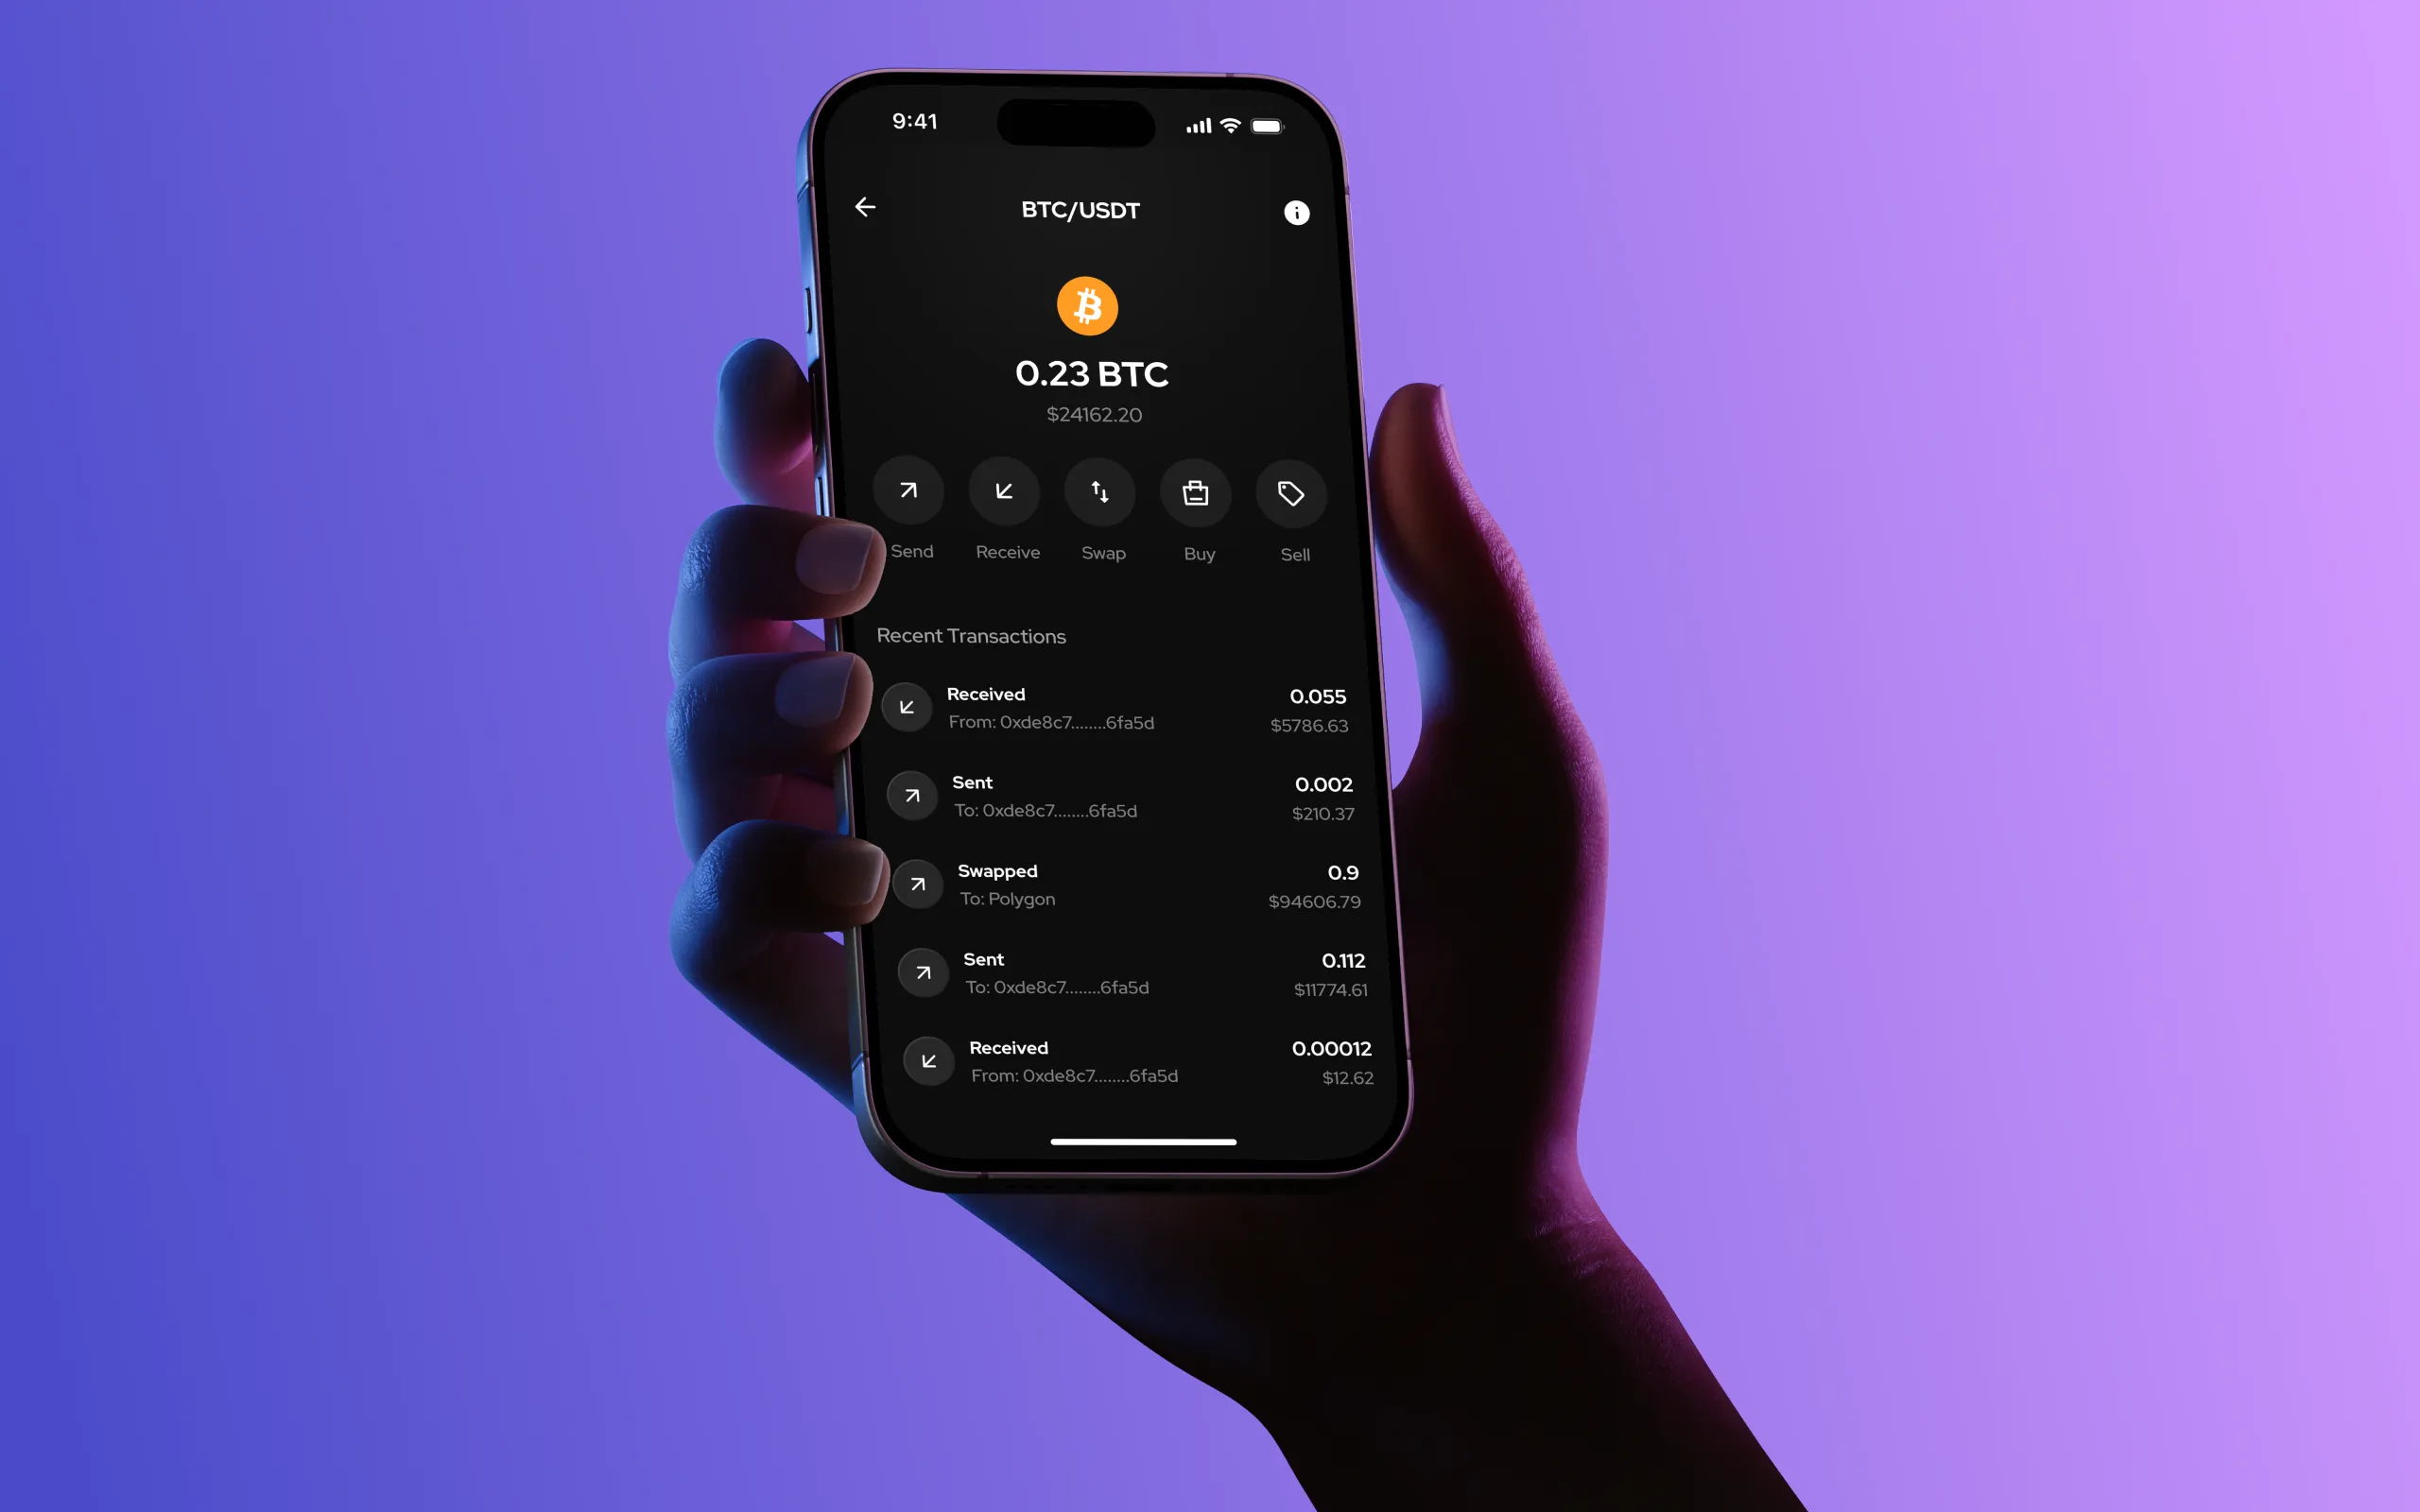 9:41
BTC/USDT
0.23 BTC
$24162.20
Send Receive Swap Buy Sell
Recent Transactions
Received 0.055
From: 0xde8c7........6fa5d $5786.63
Sent 0.002
To: 0xde8c7........6fa5d $210.37
Swapped 0.9
To: Polygon $94606.79
Sent 0.112
To: 0xde8c7........6fa5d $11774.61
Received 0.00012
From: 0xde8c7........6fa5d $12.62